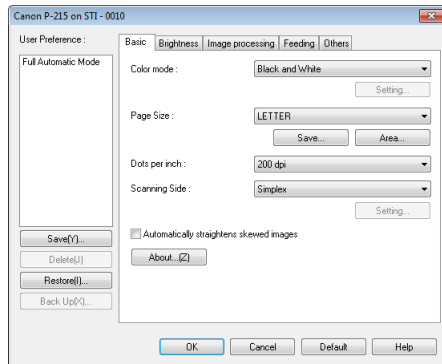 Canon P-215 on STI - 0010
User Preference :
Full Automatic Mode
Save(Y)...
Delete(J)
Restore(I)...
Back Up(X)...
Basic Brightness Image processing Feeding Others
Color mode : Black and White
Setting...
Page Size : LETTER
Save... Area...
Dots per inch : 200 dpi
Scanning Side : Simplex
Setting...
Automatically straightens skewed images
About...(Z)
OK Cancel Default Help